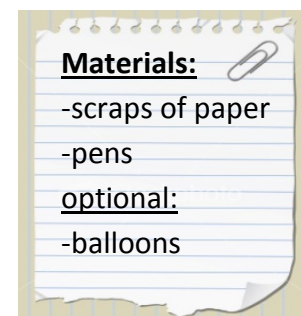 Materials:
-scraps of paper
-pens
optional:
-balloons